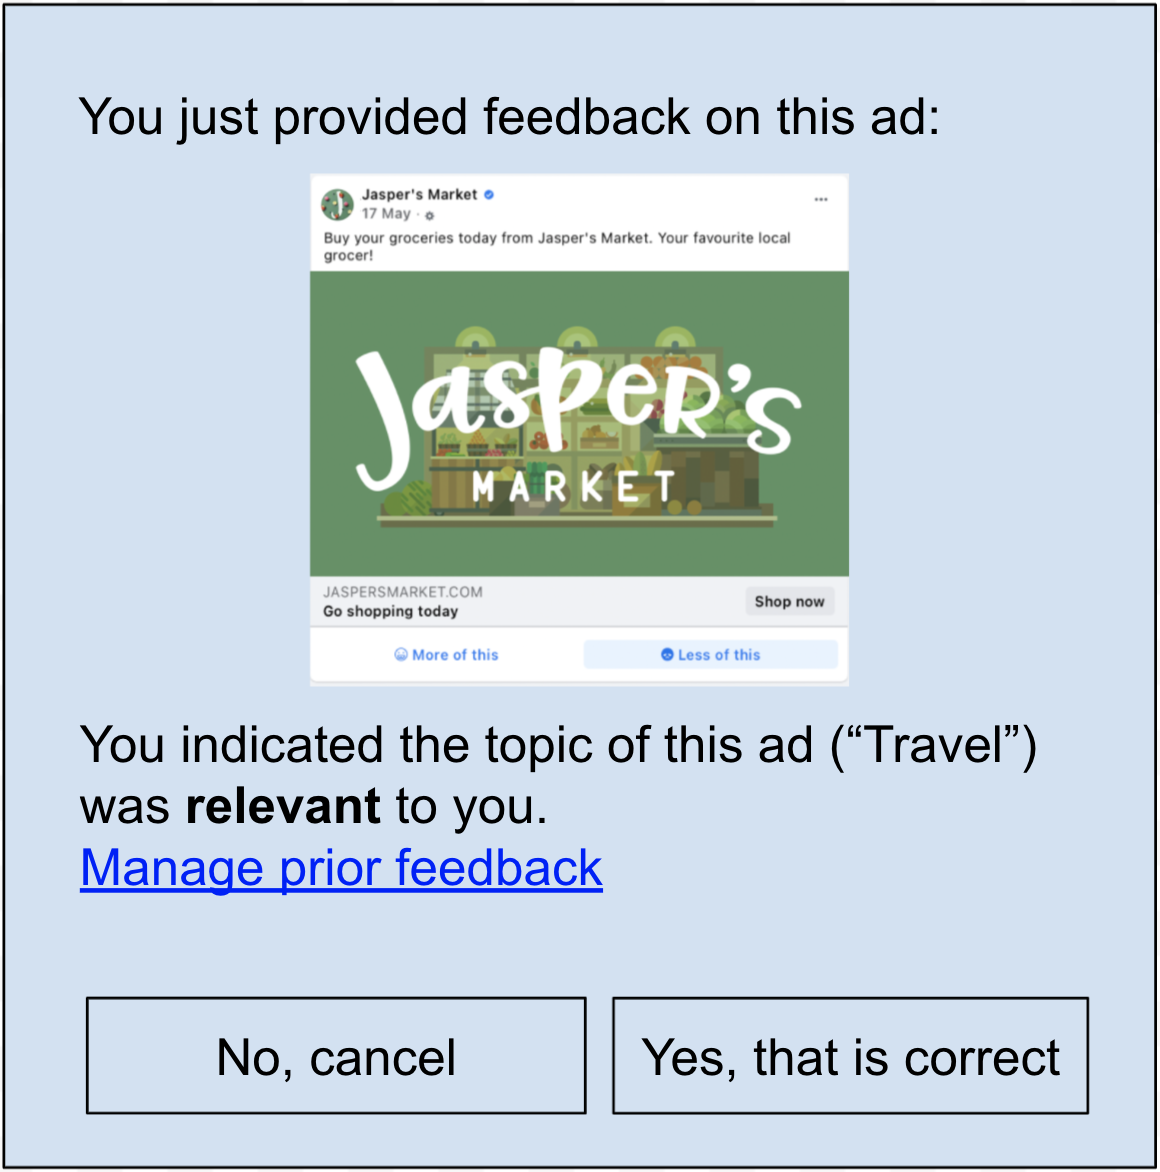 You just provided feedback on this ad:
Jasper's Market
17 May ·
...
Buy your groceries today from Jasper's Market. Your favourite local
grocer!
Jasper's
MARKET
JASPERSMARKET.COM
Go shopping today
Shop now
More of this
Less of this
You indicated the topic of this ad (“Travel”)
was relevant to you.
Manage prior feedback
No, cancel
Yes, that is correct